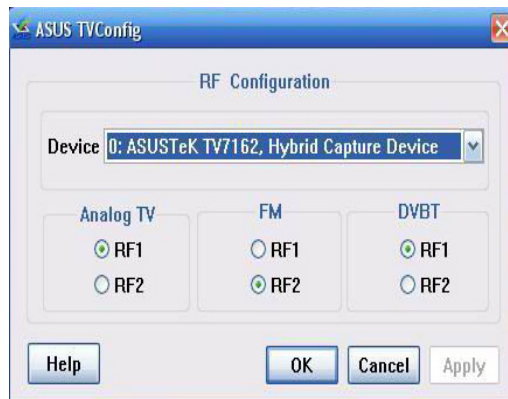 ASUS TVConfig
RF Configuration
Device 0: ASUSTeK TV7162, Hybrid Capture Device
Analog TV FM DVBT
RF1 RF1 RF1
RF2 RF2 RF2
Help OK Cancel Apply